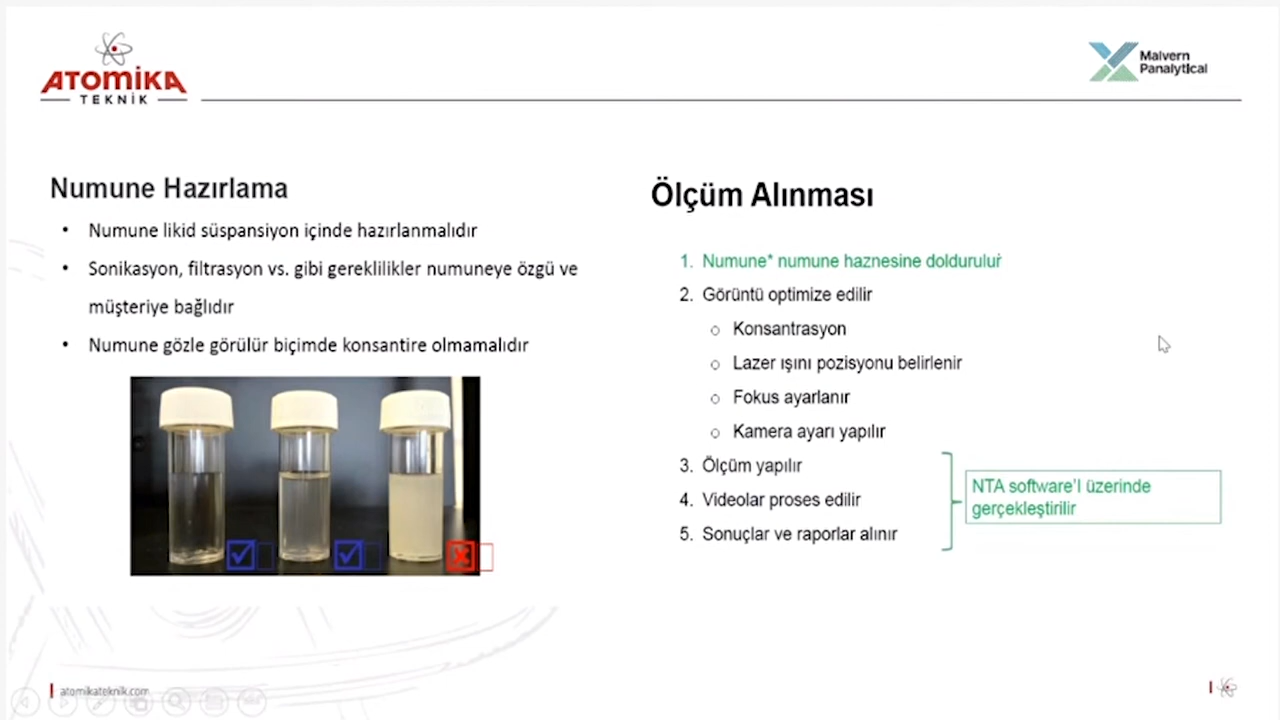 ATOMİKA
TEKNİK
Malvern
Panalytical
Numune Hazırlama
• Numune likid süspansiyon içinde hazırlanmalıdır
• Sonikasyon, filtrasyon vs. gibi gereklilikler numuneye özgü ve
müşteriye bağlıdır
• Numune gözle görülür biçimde konsantire olmamalıdır
Ölçüm Alınması
1. Numune* numune haznesine doldurulur
2. Görüntü optimize edilir
o Konsantrasyon
o Lazer ışını pozisyonu belirlenir
o Fokus ayarlanır
o Kamera ayarı yapılır
3. Ölçüm yapılır
4. Videolar proses edilir
5. Sonuçlar ve raporlar alınır
NTA software'I üzerinde
gerçekleştirilir
atomikateknik.com